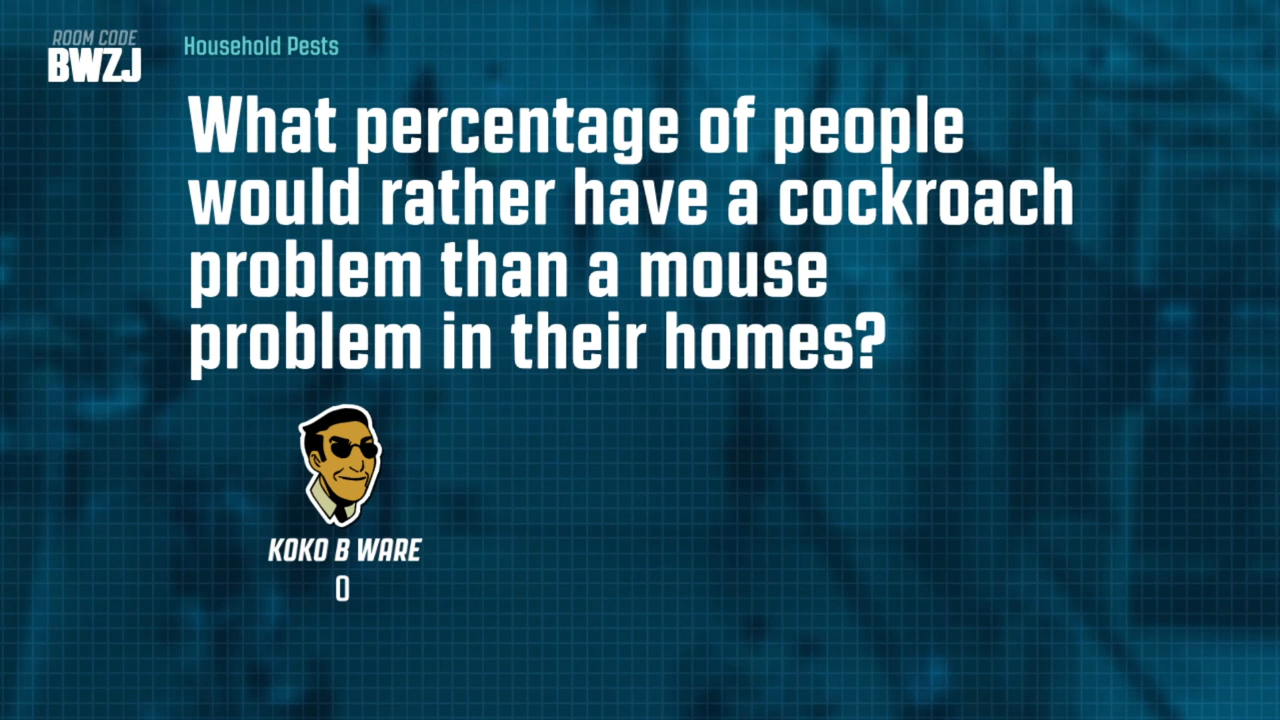 ROOM CODE
BWZJ
Household Pests
What percentage of people
would rather have a cockroach
problem than a mouse
problem in their homes?
KOKO B WARE
0